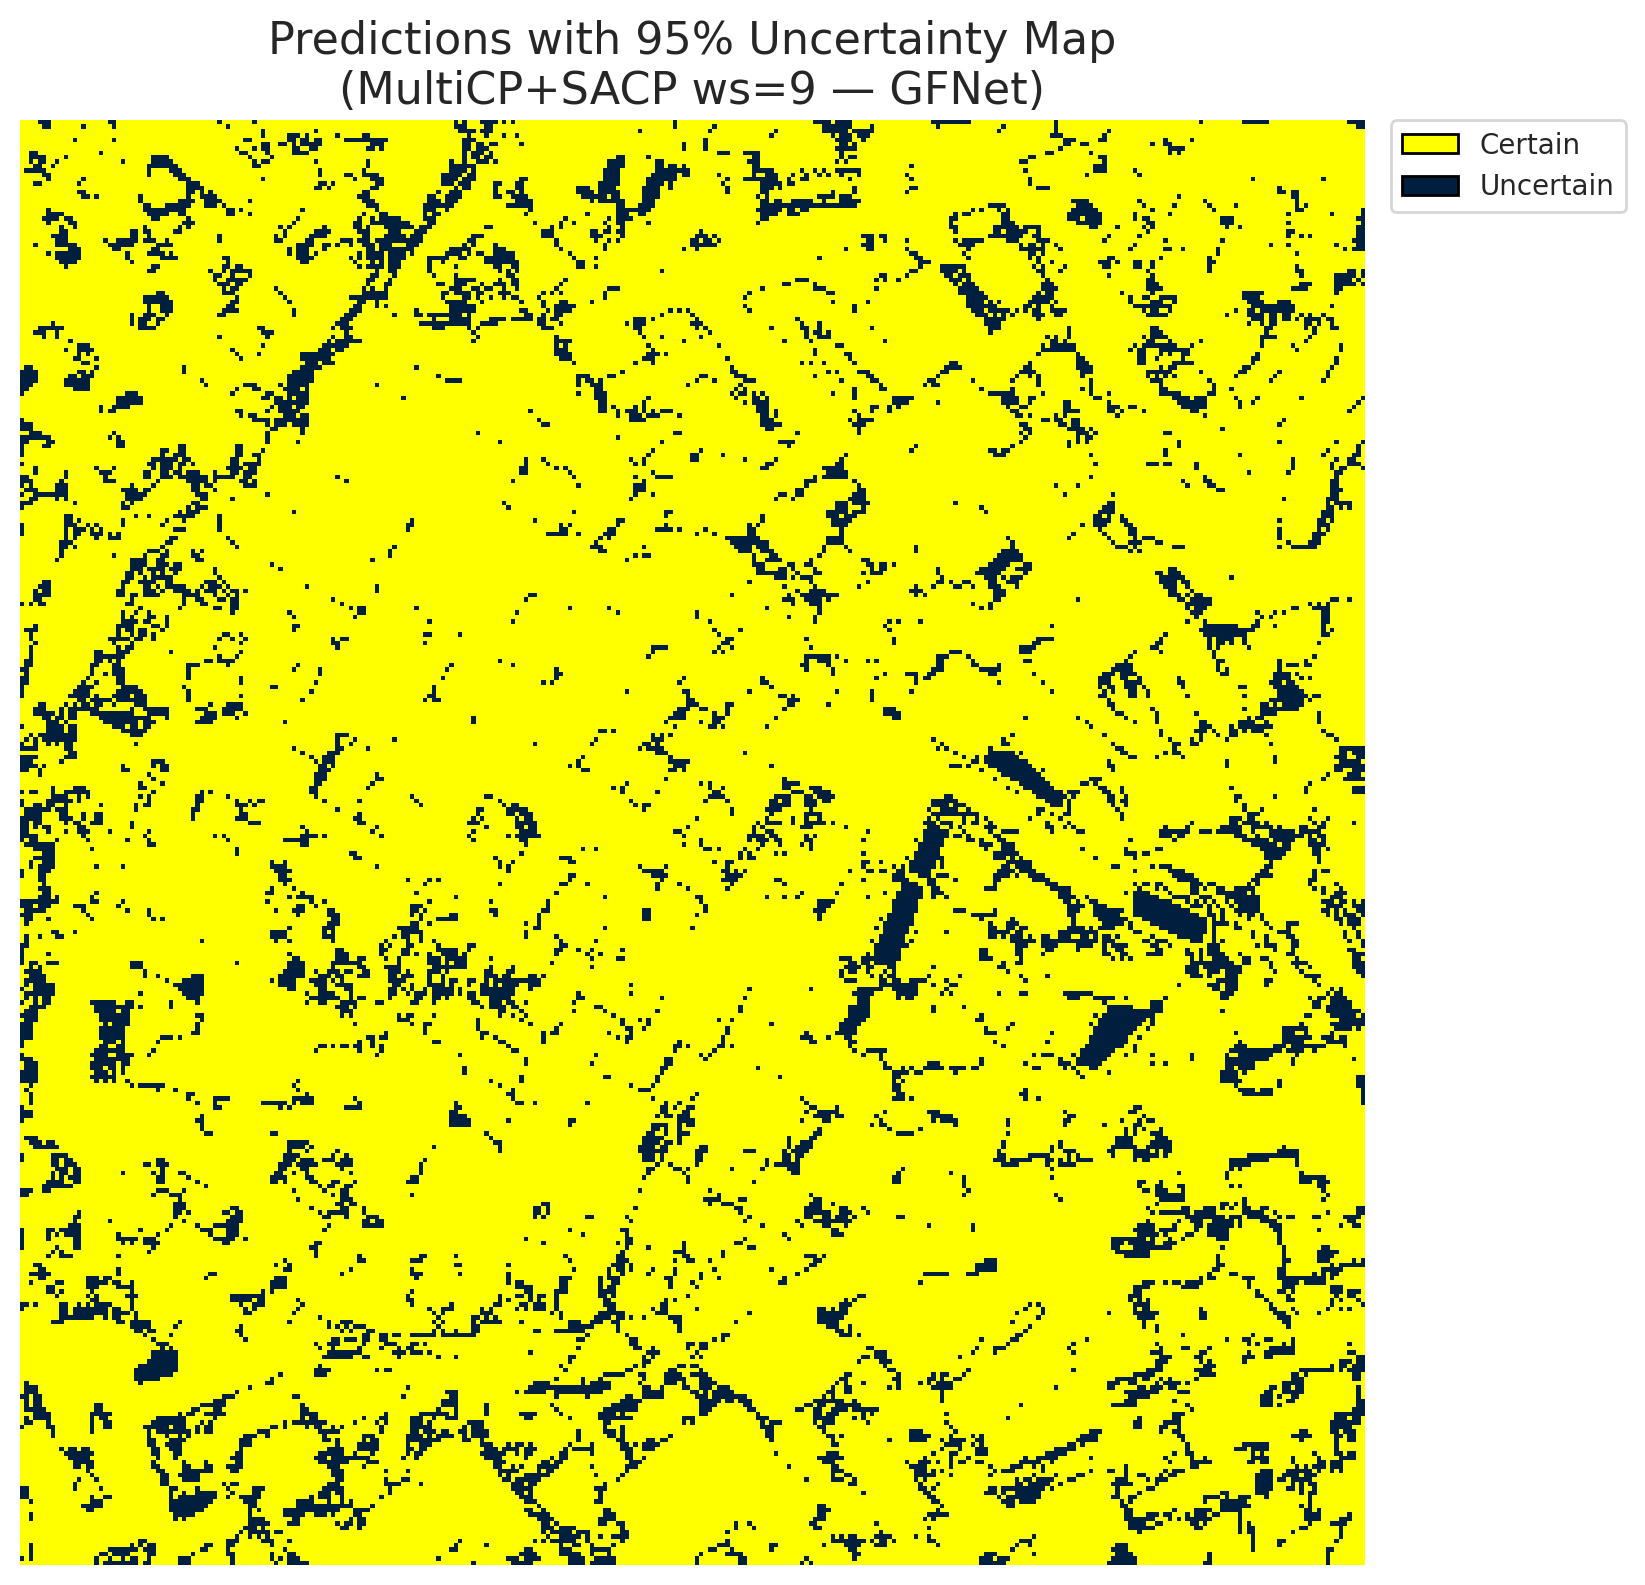 Predictions with 95% Uncertainty Map
(MultiCP+SACP ws=9 — GFNet)
Certain
Uncertain